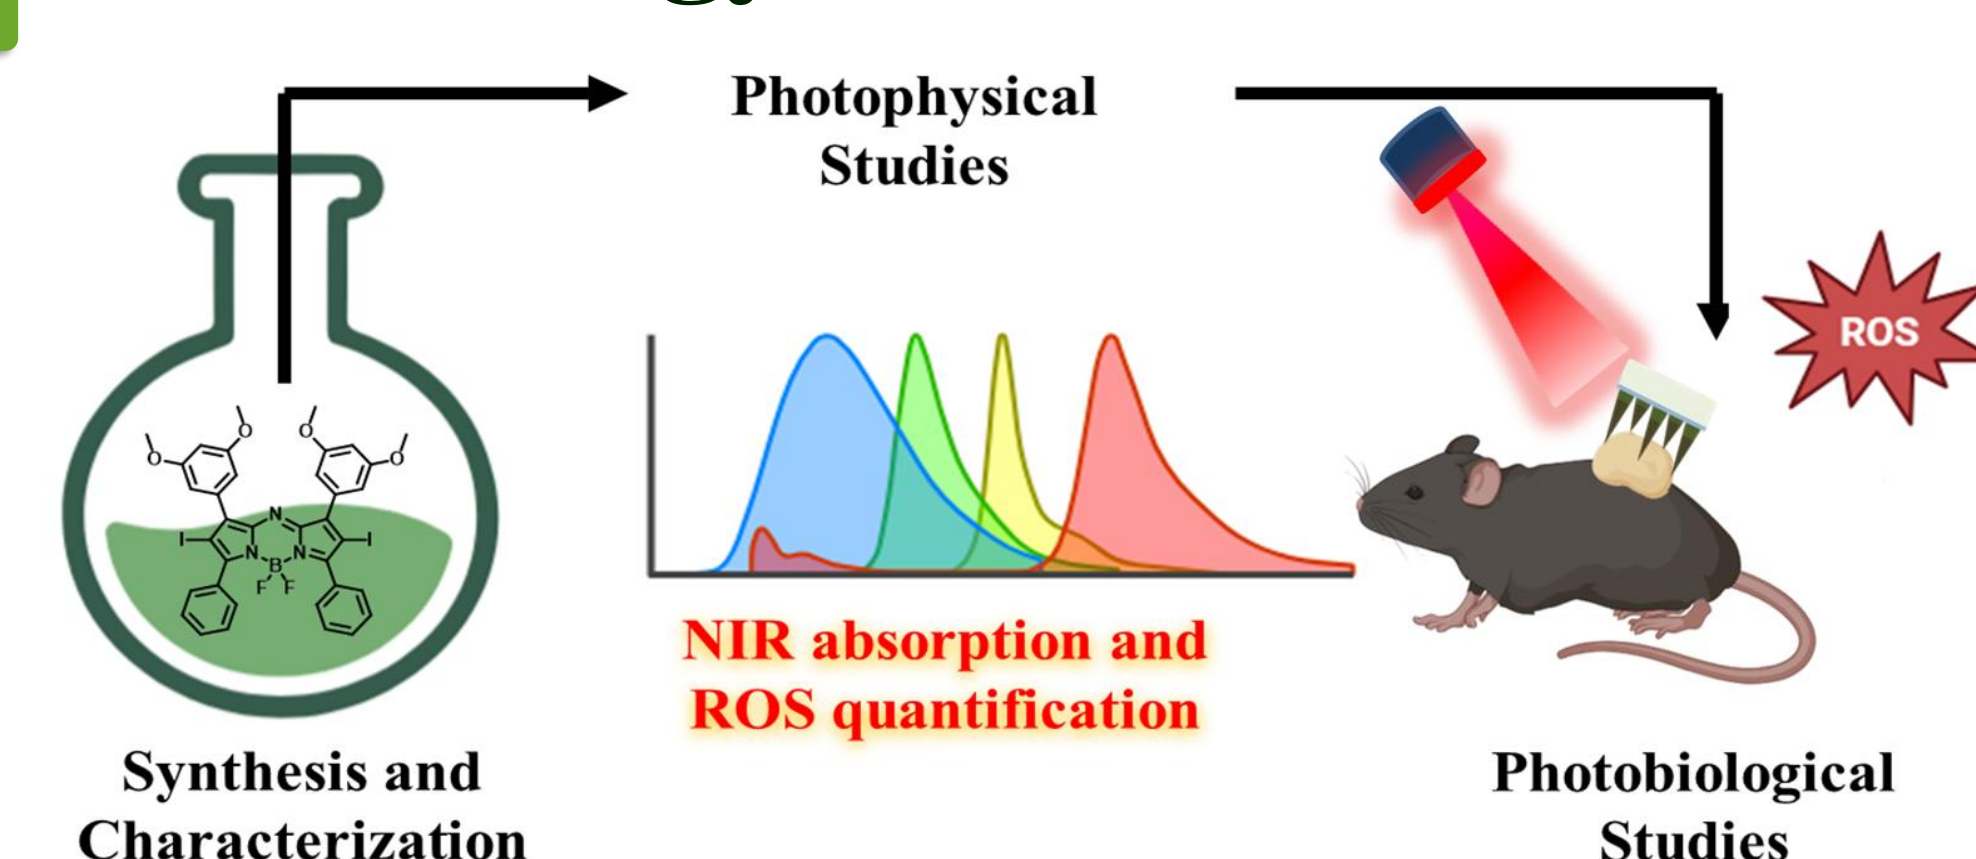 Photophysical
Studies
ROS
O
O
O
O
N
I
I
N
N
B
F
F
NIR absorption and
ROS quantification
Synthesis and
Characterization
Photobiological
Studies